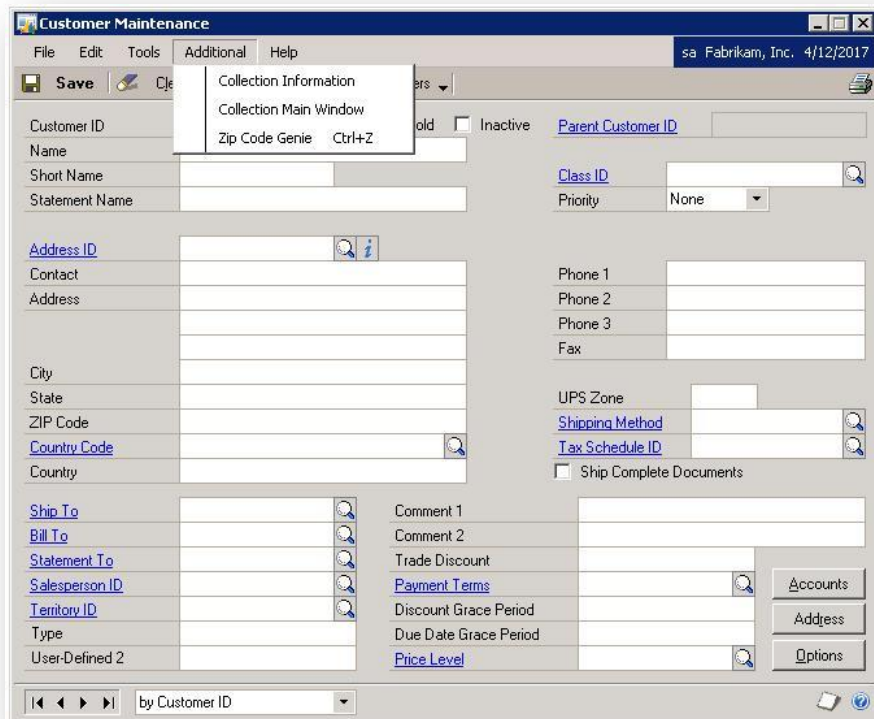 Customer Maintenance
File Edit Tools Additional Help sa Fabrikam, Inc. 4/12/2017
Save Cle ers
Collection Information
Collection Main Window
Zip Code Genie Ctrl+Z
Customer ID old Inactive Parent Customer ID
Name
Short Name Class ID
Statement Name Priority None
Address ID
Contact Phone 1
Address Phone 2
Phone 3
Fax
City
State UPS Zone
ZIP Code Shipping Method
Country Code Tax Schedule ID
Country Ship Complete Documents
Ship To Comment 1
Bill To Comment 2
Statement To Trade Discount
Salesperson ID Payment Terms Accounts
Territory ID Discount Grace Period Address
Type Due Date Grace Period
User-Defined 2 Price Level Options
by Customer ID